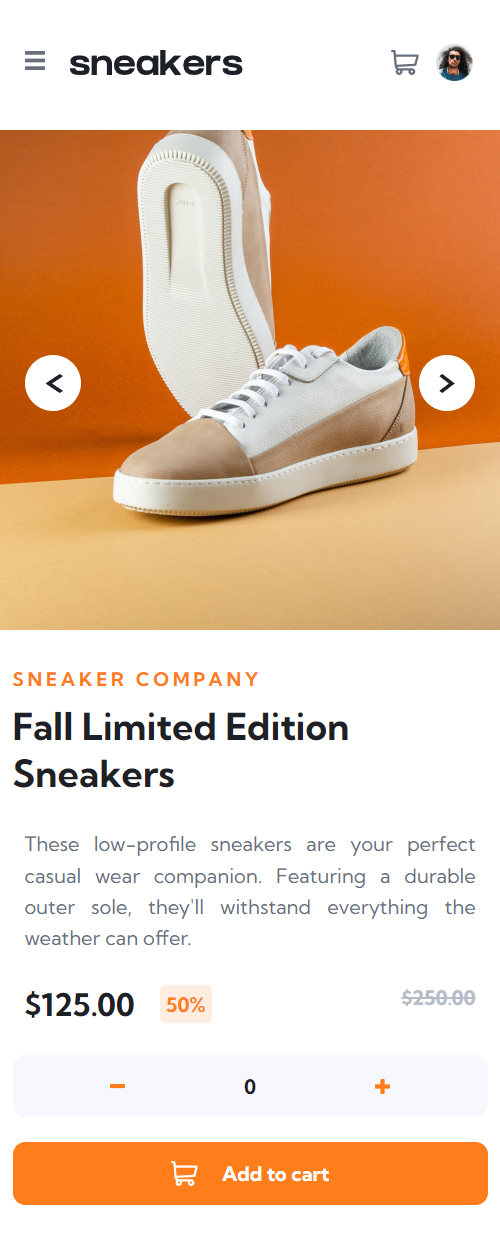 sneakers
SNEAKER COMPANY
Fall Limited Edition
Sneakers
These low-profile sneakers are your perfect
casual wear companion. Featuring a durable
outer sole, they'll withstand everything the
weather can offer.
$125.00 50% $250.00
0
Add to cart